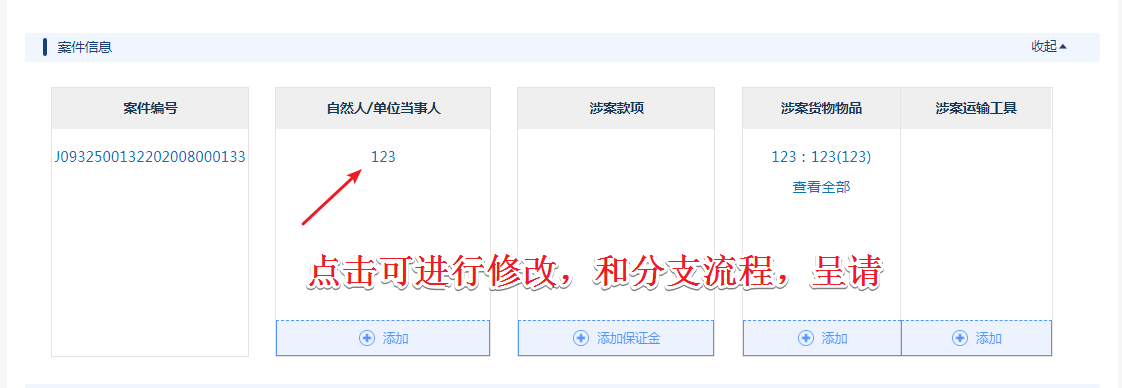 案件信息 收起
案件编号 自然人/单位当事人 涉案款项 涉案货物物品 涉案运输工具
J0932500132202008000133 123 123：123(123)
查看全部
点击可进行修改，和分支流程，呈请
添加 添加保证金 添加 添加